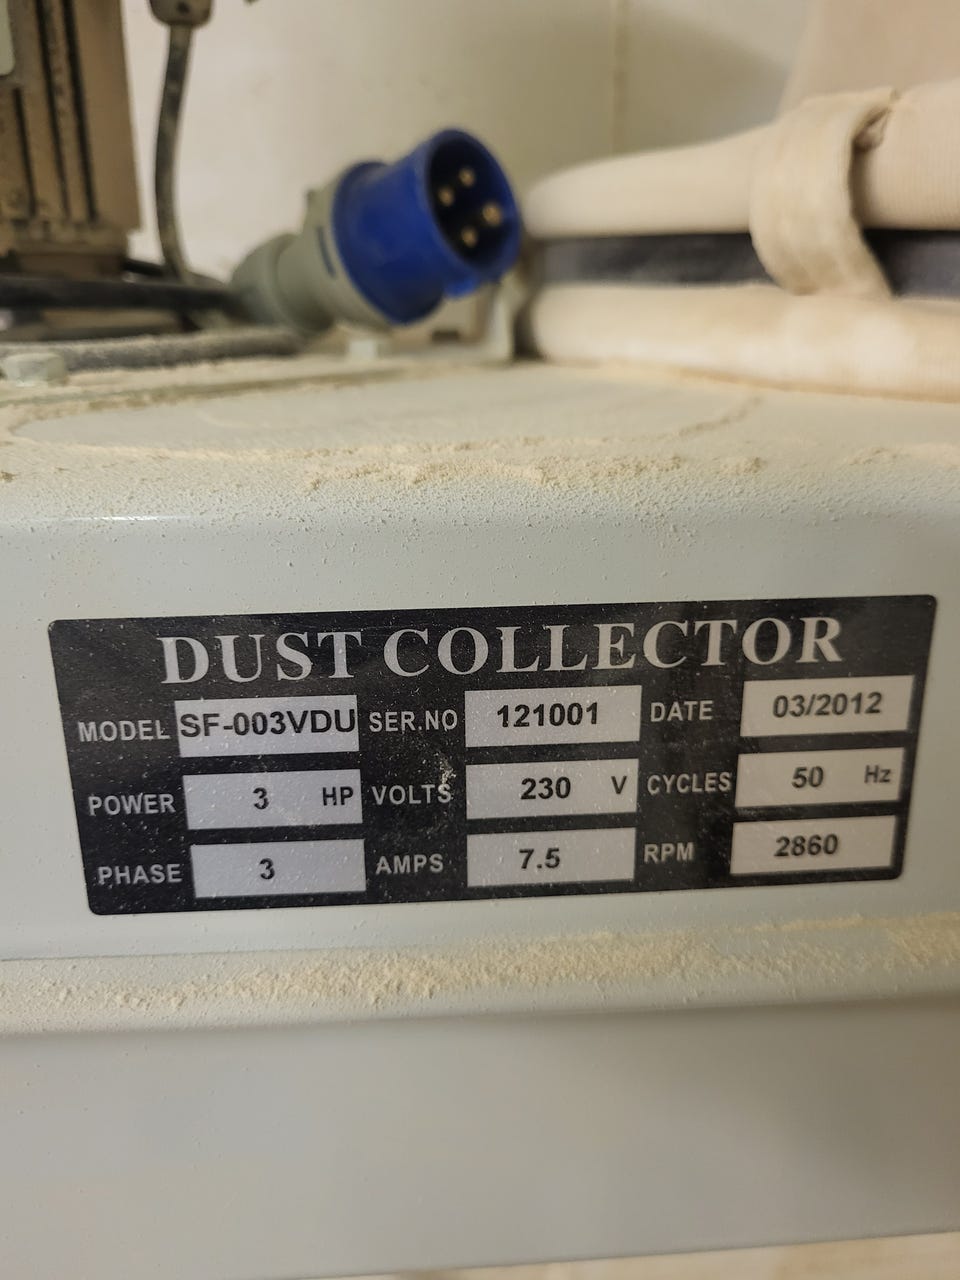 DUST COLLECTOR
MODEL SF-003VDU SER.NO 121001 DATE 03/2012
POWER 3 HP VOLTS 230 V CYCLES 50 Hz
PHASE 3 AMPS 7.5 RPM 2860